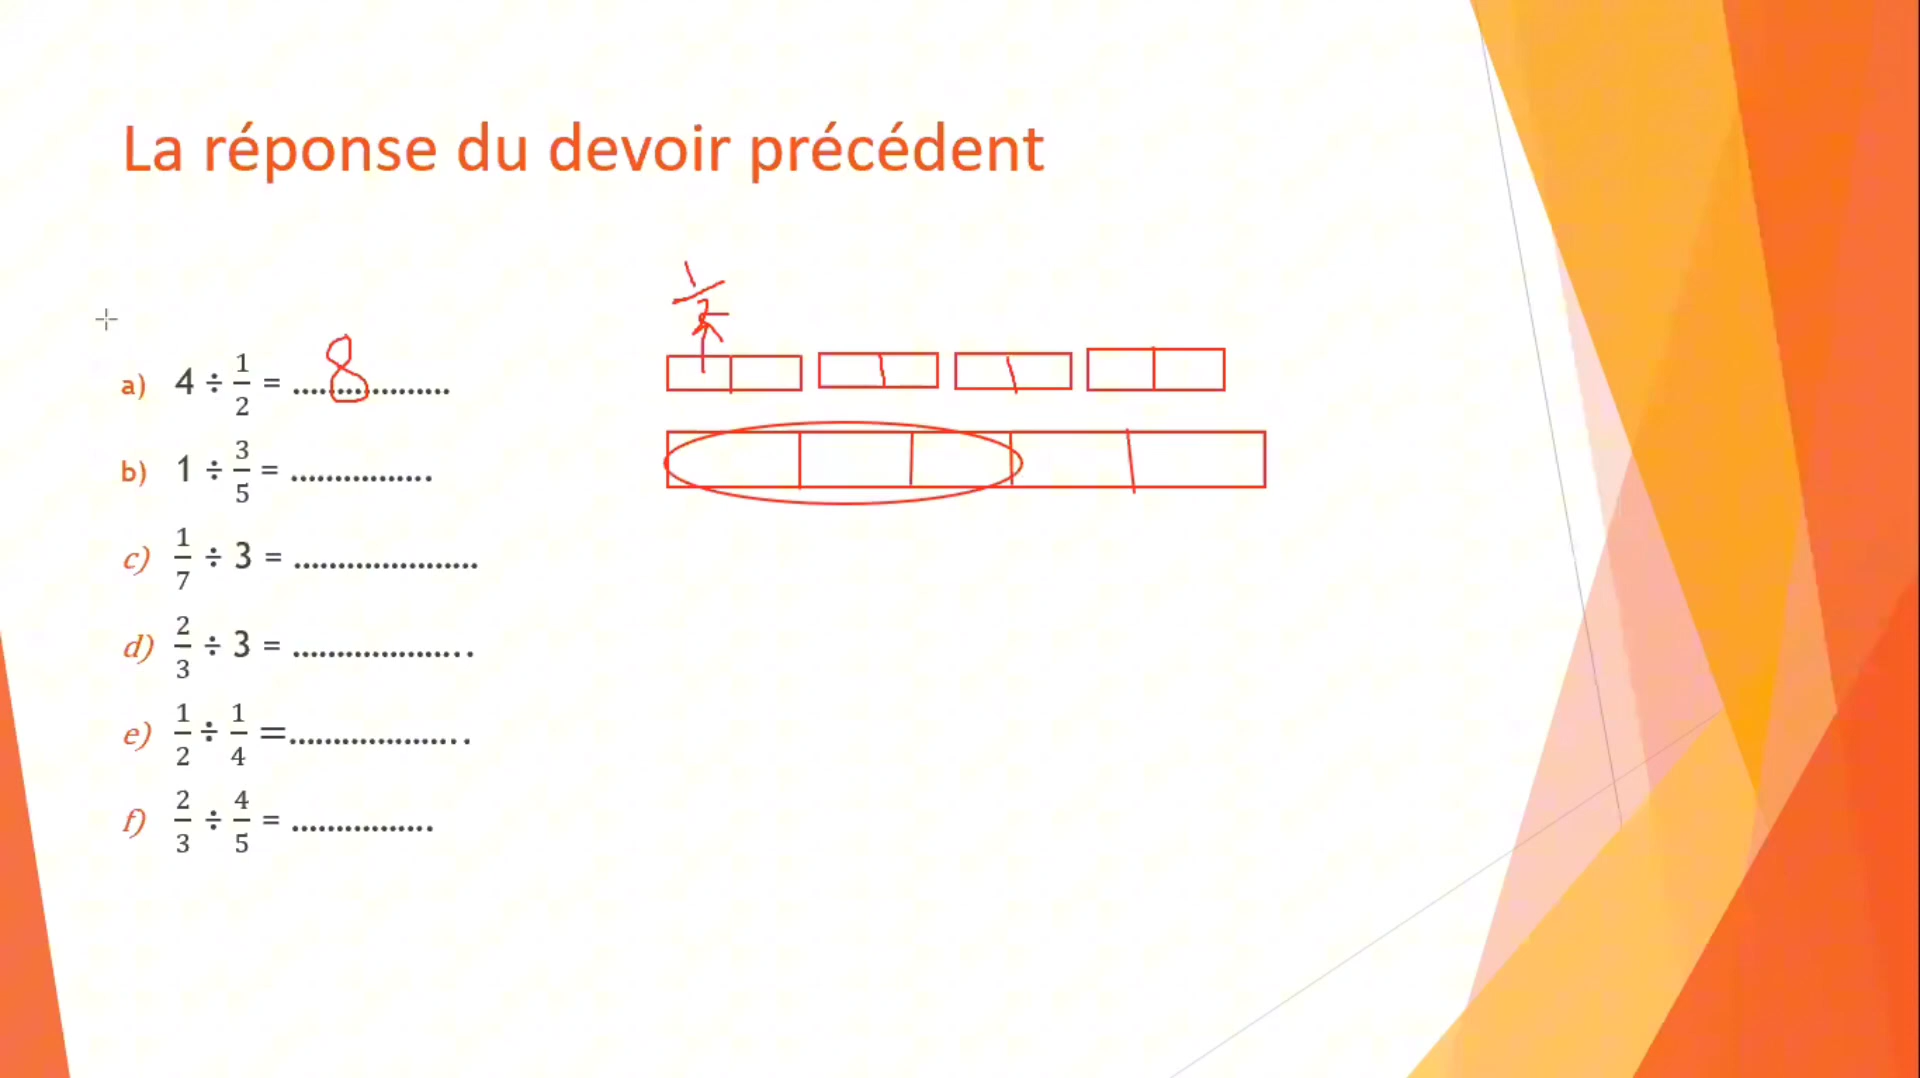 La réponse du devoir précédent
1/2
a) 4 ÷ 1/2 = ......8............
b) 1 ÷ 3/5 = ................
c) 1/7 ÷ 3 = .....................
d) 2/3 ÷ 3 = ....................
e) 1/2 ÷ 1/4 =....................
f) 2/3 ÷ 4/5 = ................